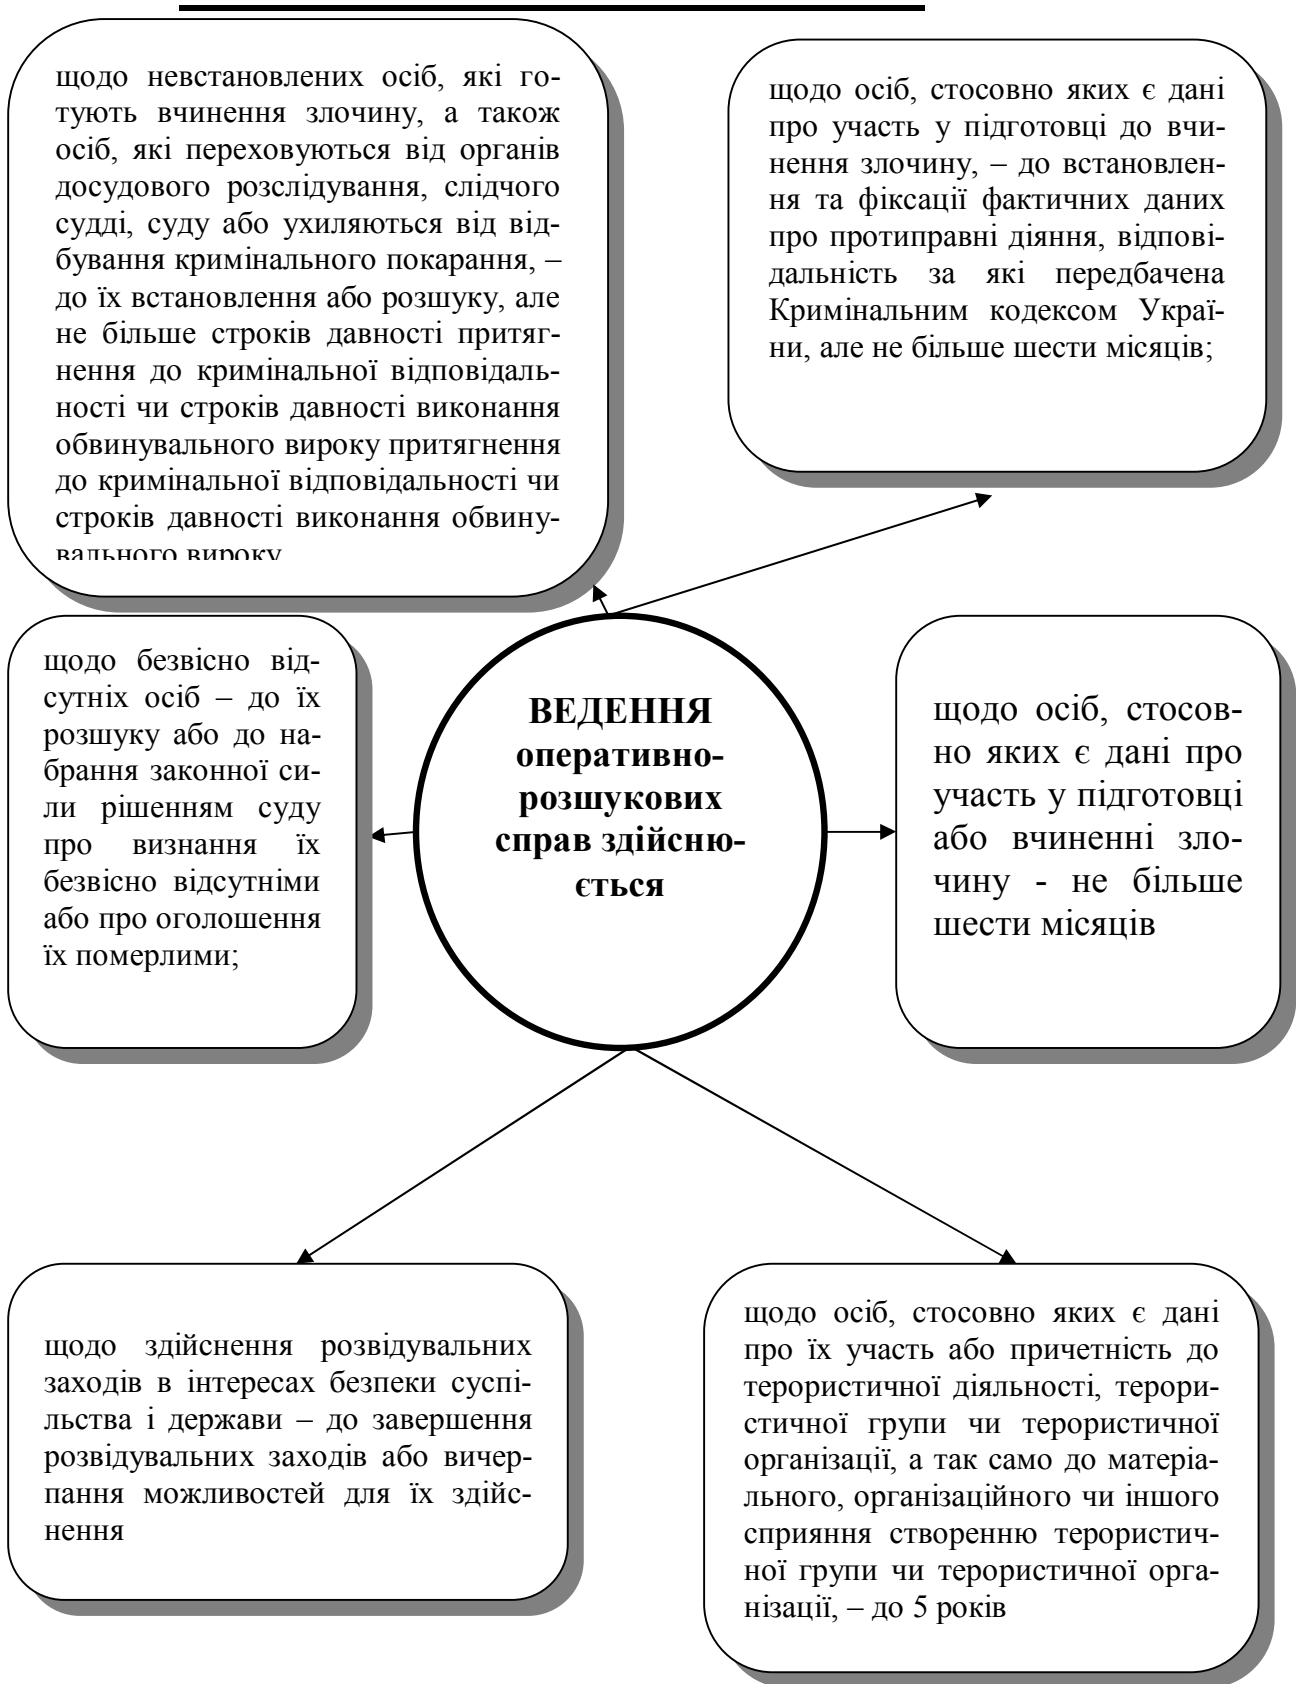 щодо невстановлених осіб, які го-
тують вчинення злочину, а також
осіб, які переховуються від органів
досудового розслідування, слідчого
судді, суду або ухиляються від від-
бування кримінального покарання, –
до їх встановлення або розшуку, але
не більше строків давності притяг-
нення до кримінальної відповідаль-
ності чи строків давності виконання
обвинувального вироку притягнення
до кримінальної відповідальності чи
строків давності виконання обвину-
вального вироку
щодо осіб, стосовно яких є дані
про участь у підготовці до вчи-
нення злочину, – до встановлен-
ня та фіксації фактичних даних
про протиправні діяння, відпові-
дальність за які передбачена
Кримінальним кодексом Украї-
ни, але не більше шести місяців;
щодо безвісно від-
сутніх осіб – до їх
розшуку або до на-
брання законної си-
ли рішенням суду
про визнання їх
безвісно відсутніми
або про оголошення
їх померлими;
ВЕДЕННЯ
оперативно-
розшукових
справ здійсню-
ється
щодо осіб, стосов-
но яких є дані про
участь у підготовці
або вчиненні зло-
чину - не більше
шести місяців
щодо здійснення розвідувальних
заходів в інтересах безпеки суспі-
льства і держави – до завершення
розвідувальних заходів або вичер-
пання можливостей для їх здійс-
нення
щодо осіб, стосовно яких є дані
про їх участь або причетність до
терористичної діяльності, терори-
стичної групи чи терористичної
організації, а так само до матеріа-
льного, організаційного чи іншого
сприяння створенню терористич-
ної групи чи терористичної орга-
нізації, – до 5 років